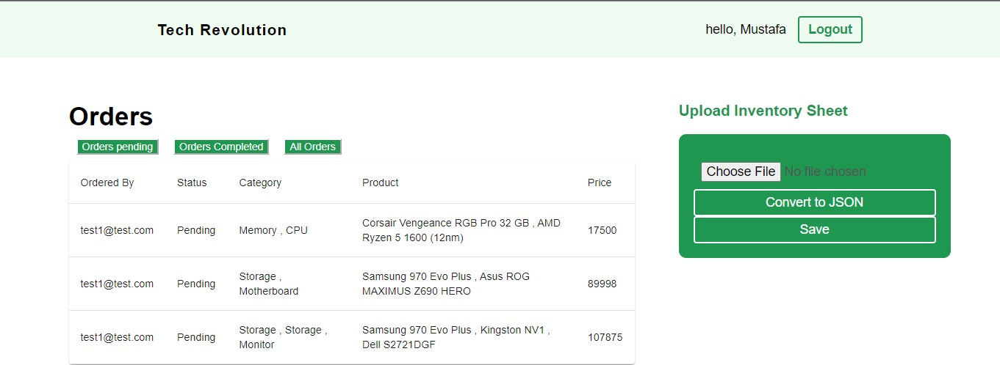 Tech Revolution
hello, Mustafa
Logout
Orders
Orders pending
Orders Completed
All Orders
Ordered By Status Category Product Price
test1@test.com Pending Memory , CPU Corsair Vengeance RGB Pro 32 GB , AMD
Ryzen 5 1600 (12nm)
17500
test1@test.com Pending Storage ,
Motherboard
Samsung 970 Evo Plus , Asus ROG
MAXIMUS Z690 HERO
89998
test1@test.com Pending Storage , Storage ,
Monitor
Samsung 970 Evo Plus , Kingston NV1 ,
Dell S2721DGF
107875
Upload Inventory Sheet
Choose File No file chosen
Convert to JSON
Save